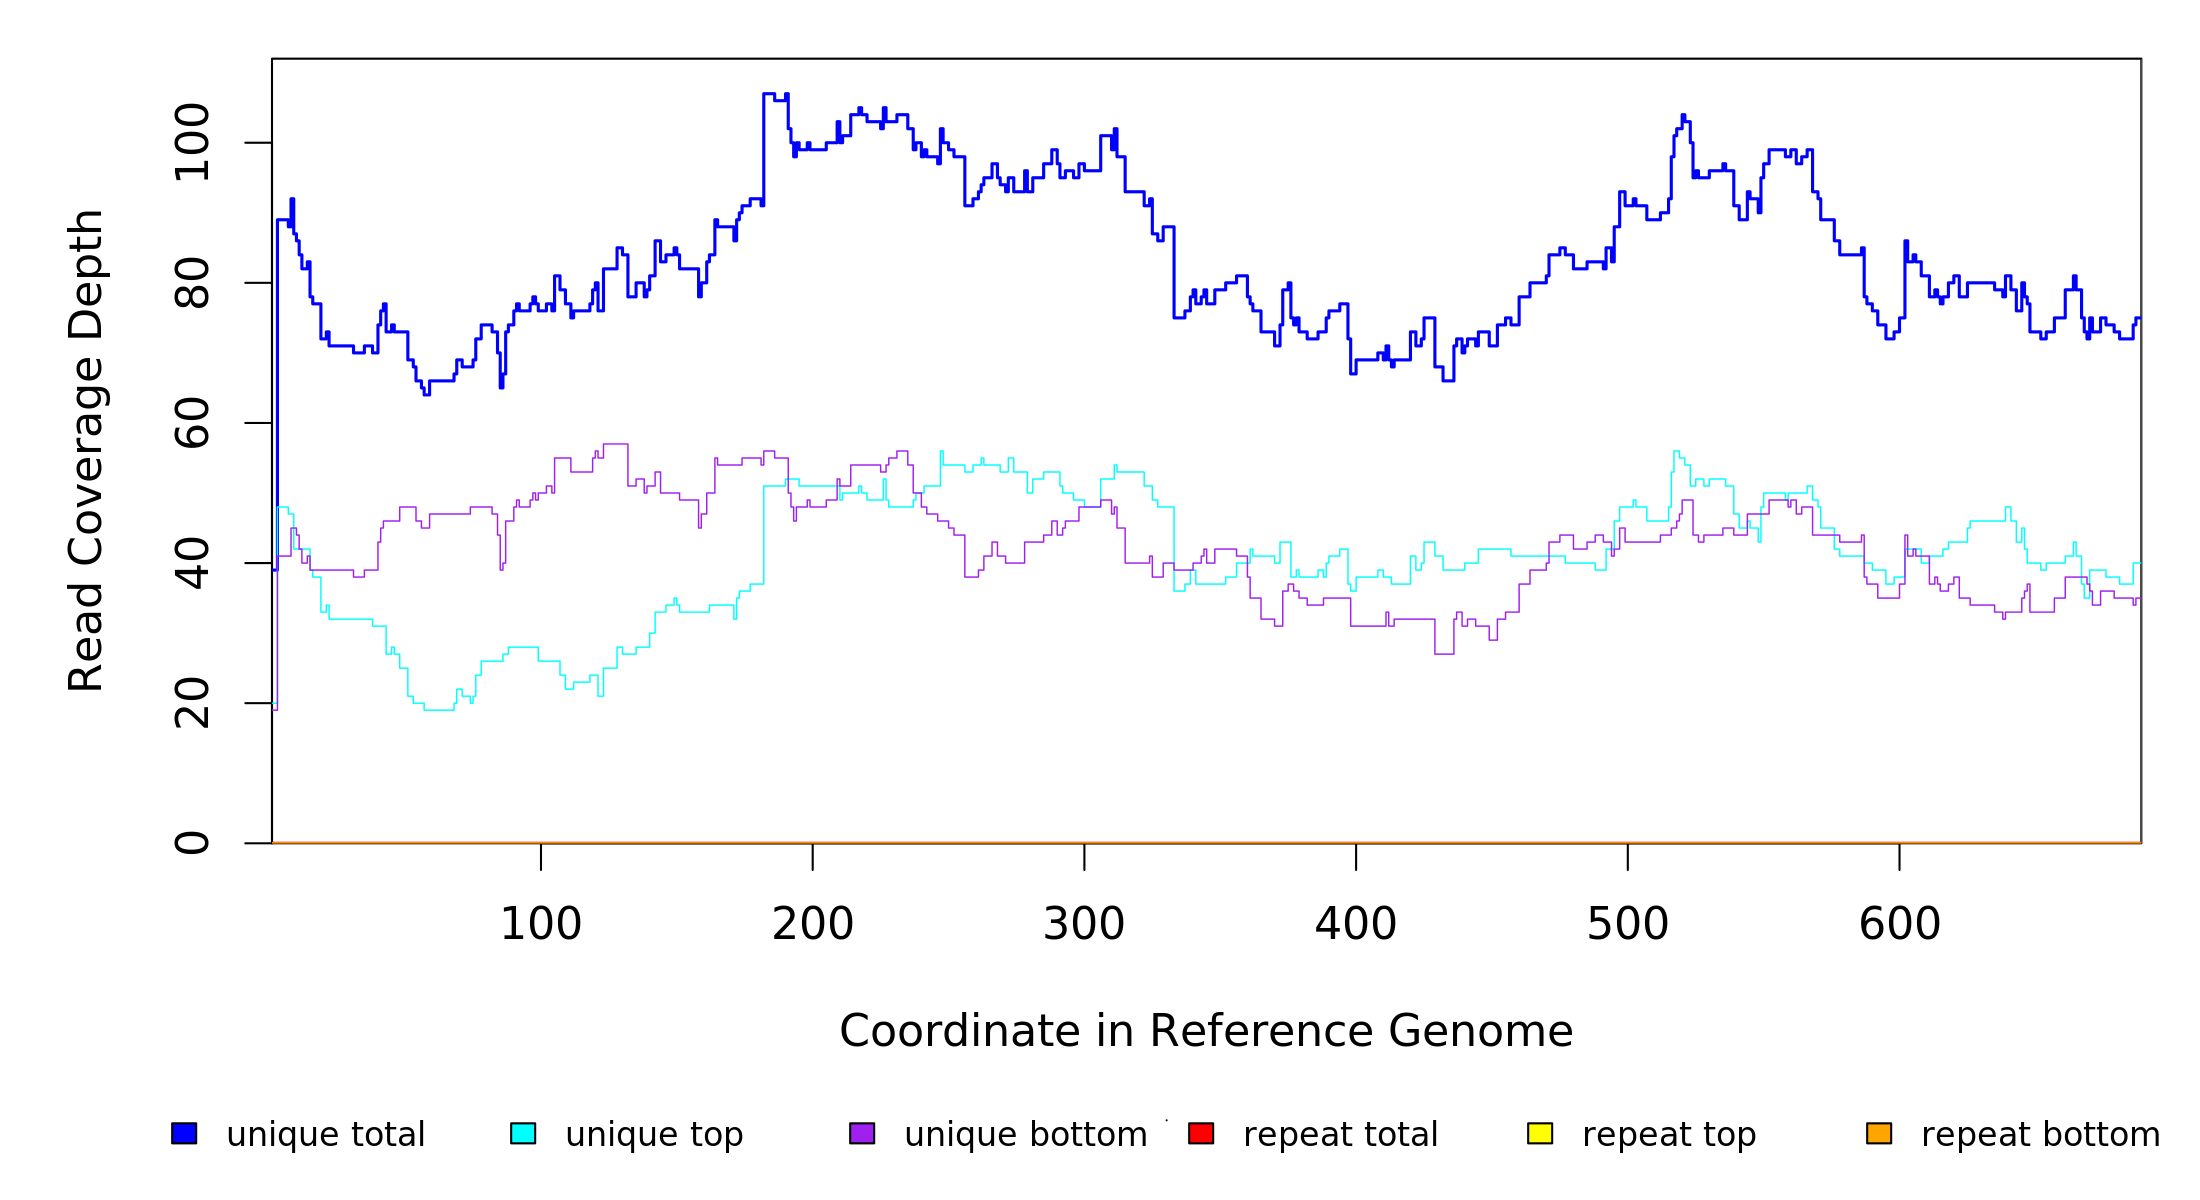 Read Coverage Depth
100
80
60
40
20
0
100 200 300 400 500 600
Coordinate in Reference Genome
unique total unique top unique bottom repeat total repeat top repeat bottom